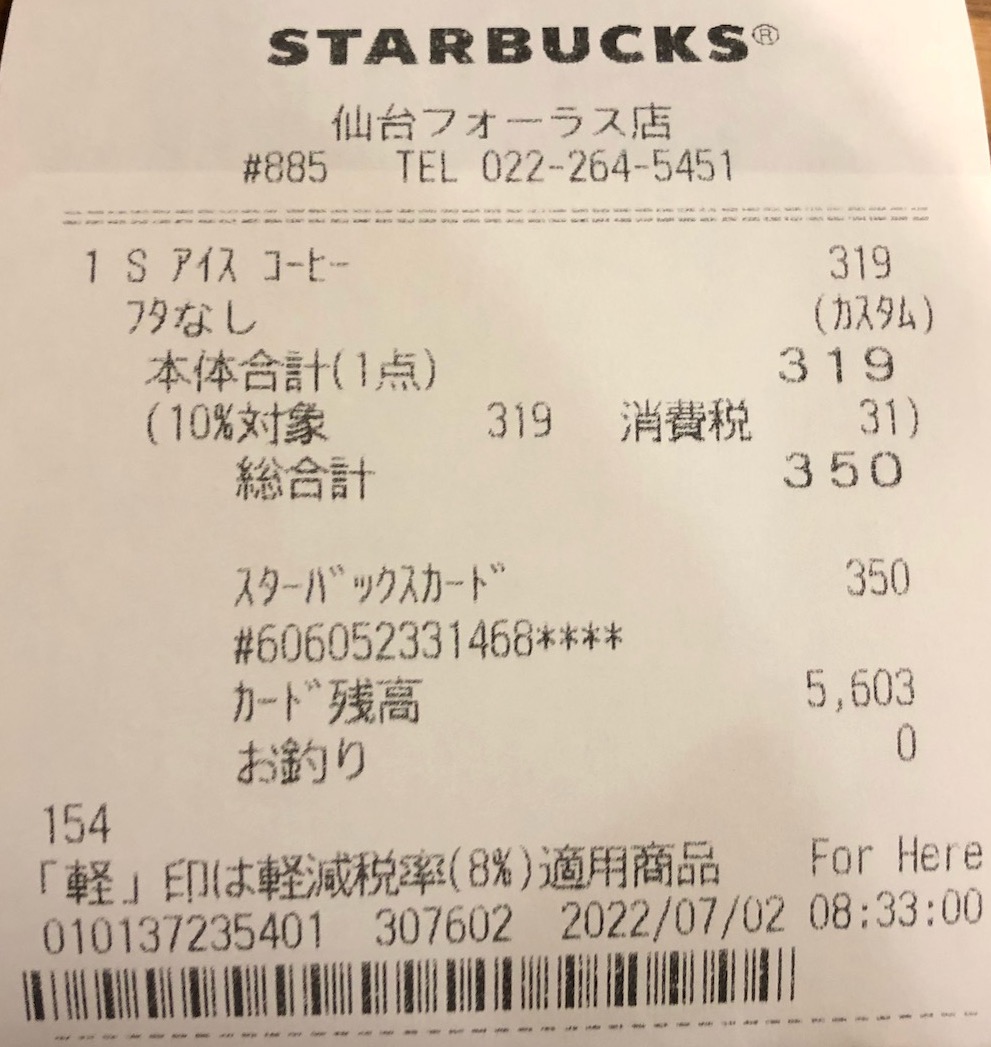 STARBUCKS®
仙台フォーラス店
#885 TEL 022-264-5451
1 S アイス コーヒー 319
フタなし (カスタム)
本体合計(1点) 319
(10%対象 319 消費税 31)
総合計 350
スターバックスカード 350
#606052331468****
カード残高 5,603
お釣り 0
154
「軽」印は軽減税率(8%)適用商品 For Here
010137235401 307602 2022/07/02 08:33:00